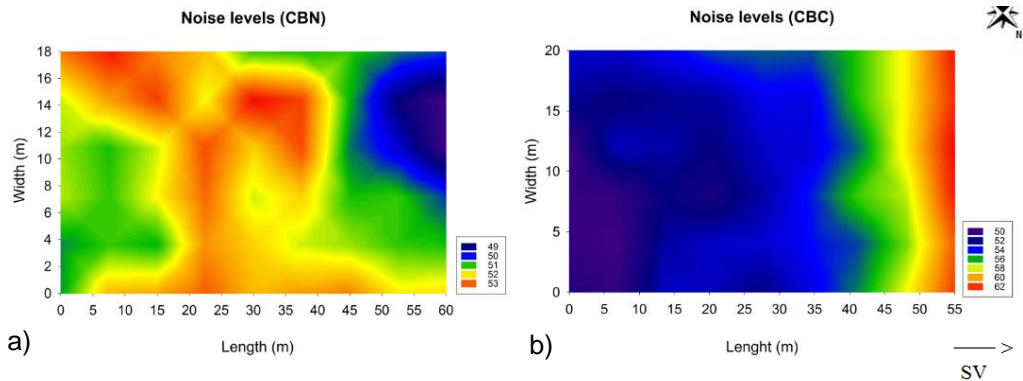 Noise levels (CBN)
18
16
14
12
10
8
6
4
2
0
Width (m)
0 5 10 15 20 25 30 35 40 45 50 55 60
Length (m)
49
50
51
52
53
a)
Noise levels (CBC)
20
15
10
5
0
Width (m)
0 5 10 15 20 25 30 35 40 45 50 55
Lenght (m)
50
52
54
56
58
60
62
b)
N
SV